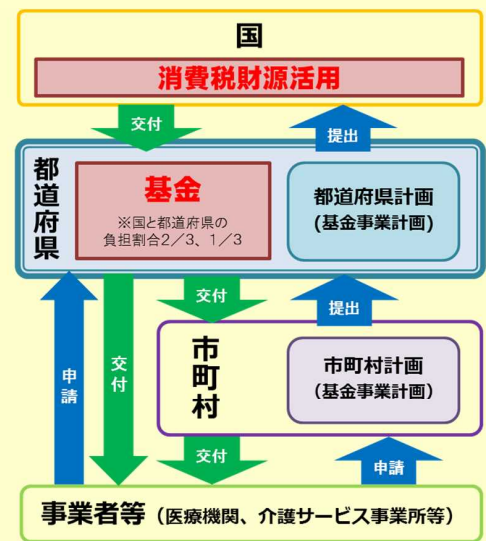 国
消費税財源活用
交付
提出
都道府県
基金
※国と都道府県の
負担割合2／3、1／3
都道府県計画
(基金事業計画)
交付
提出
申請
交付
市町村
市町村計画
(基金事業計画)
交付
申請
事業者等（医療機関、介護サービス事業所等）